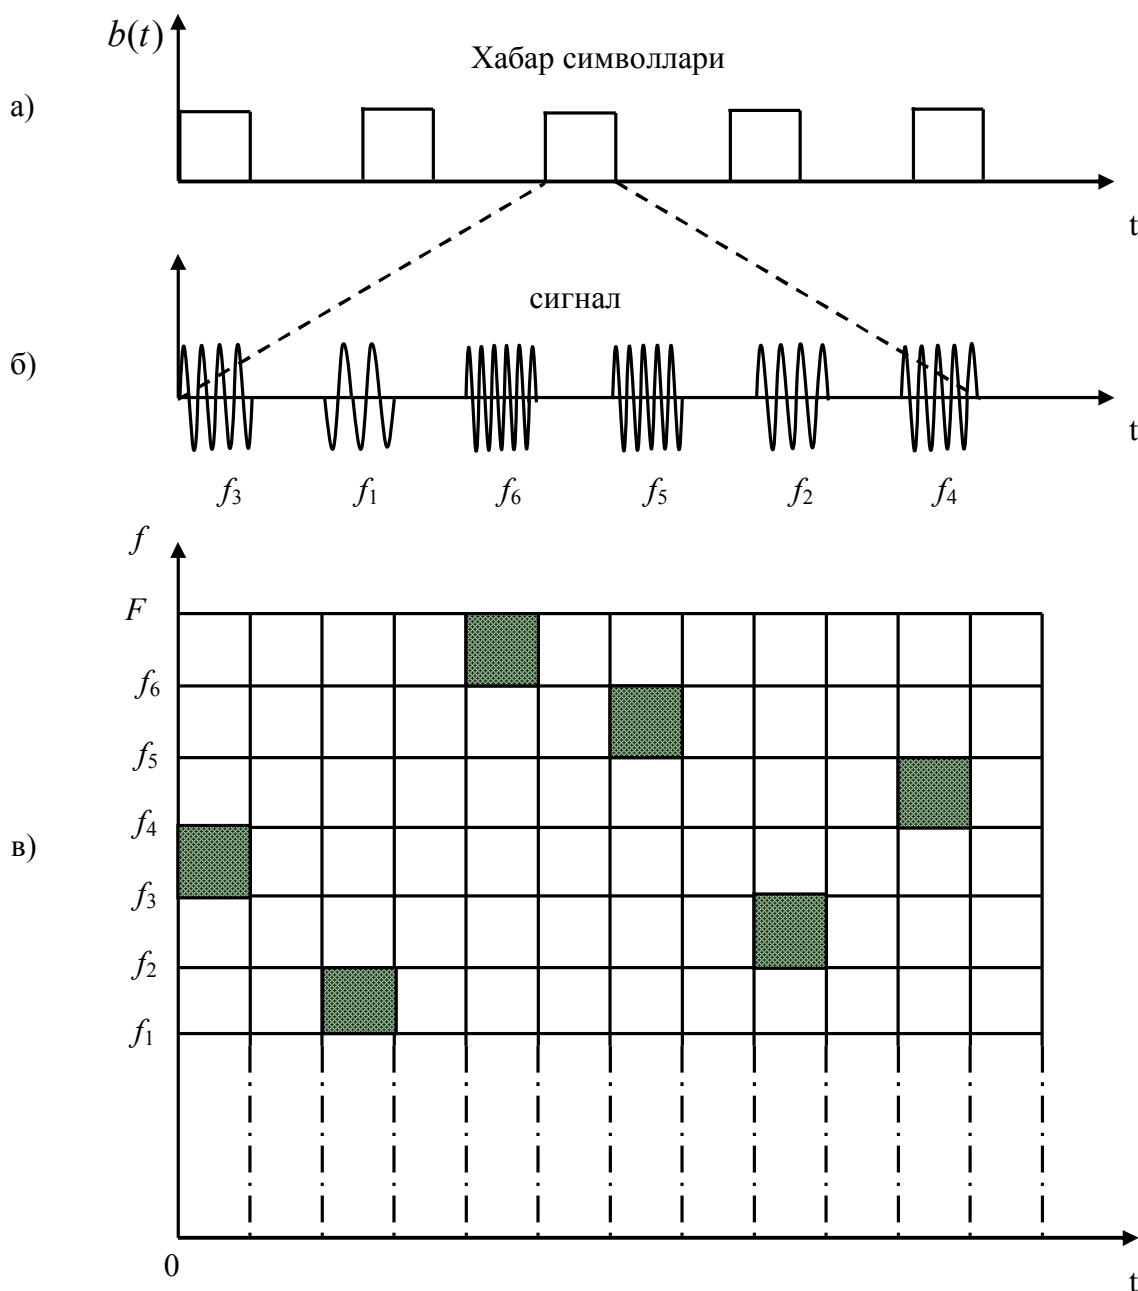 b(t)
Хабар символлари
а)
t
сигнал
б)
t
f3 f1 f6 f5 f2 f4
f
F
f6
f5
f4
в)
f3
f2
f1
0
t